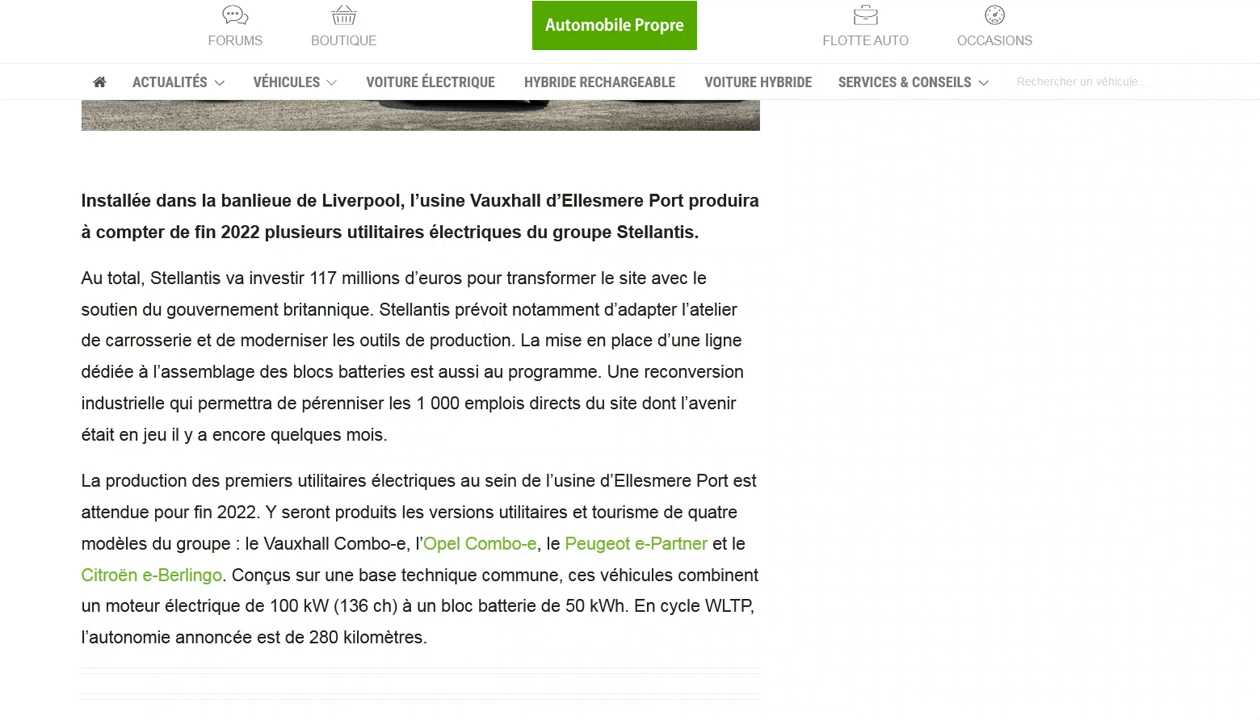 FORUMS
BOUTIQUE
Automobile Propre
FLOTTE AUTO
OCCASIONS
ACTUALITÉS
VÉHICULES
VOITURE ÉLECTRIQUE
HYBRIDE RECHARGEABLE
VOITURE HYBRIDE
SERVICES & CONSEILS
Rechercher un véhicule...
Installée dans la banlieue de Liverpool, l’usine Vauxhall d’Ellesmere Port produira
à compter de fin 2022 plusieurs utilitaires électriques du groupe Stellantis.
Au total, Stellantis va investir 117 millions d’euros pour transformer le site avec le
soutien du gouvernement britannique. Stellantis prévoit notamment d’adapter l’atelier
de carrosserie et de moderniser les outils de production. La mise en place d’une ligne
dédiée à l’assemblage des blocs batteries est aussi au programme. Une reconversion
industrielle qui permettra de pérenniser les 1 000 emplois directs du site dont l’avenir
était en jeu il y a encore quelques mois.
La production des premiers utilitaires électriques au sein de l’usine d’Ellesmere Port est
attendue pour fin 2022. Y seront produits les versions utilitaires et tourisme de quatre
modèles du groupe : le Vauxhall Combo-e, l’Opel Combo-e, le Peugeot e-Partner et le
Citroën e-Berlingo. Conçus sur une base technique commune, ces véhicules combinent
un moteur électrique de 100 kW (136 ch) à un bloc batterie de 50 kWh. En cycle WLTP,
l’autonomie annoncée est de 280 kilomètres.